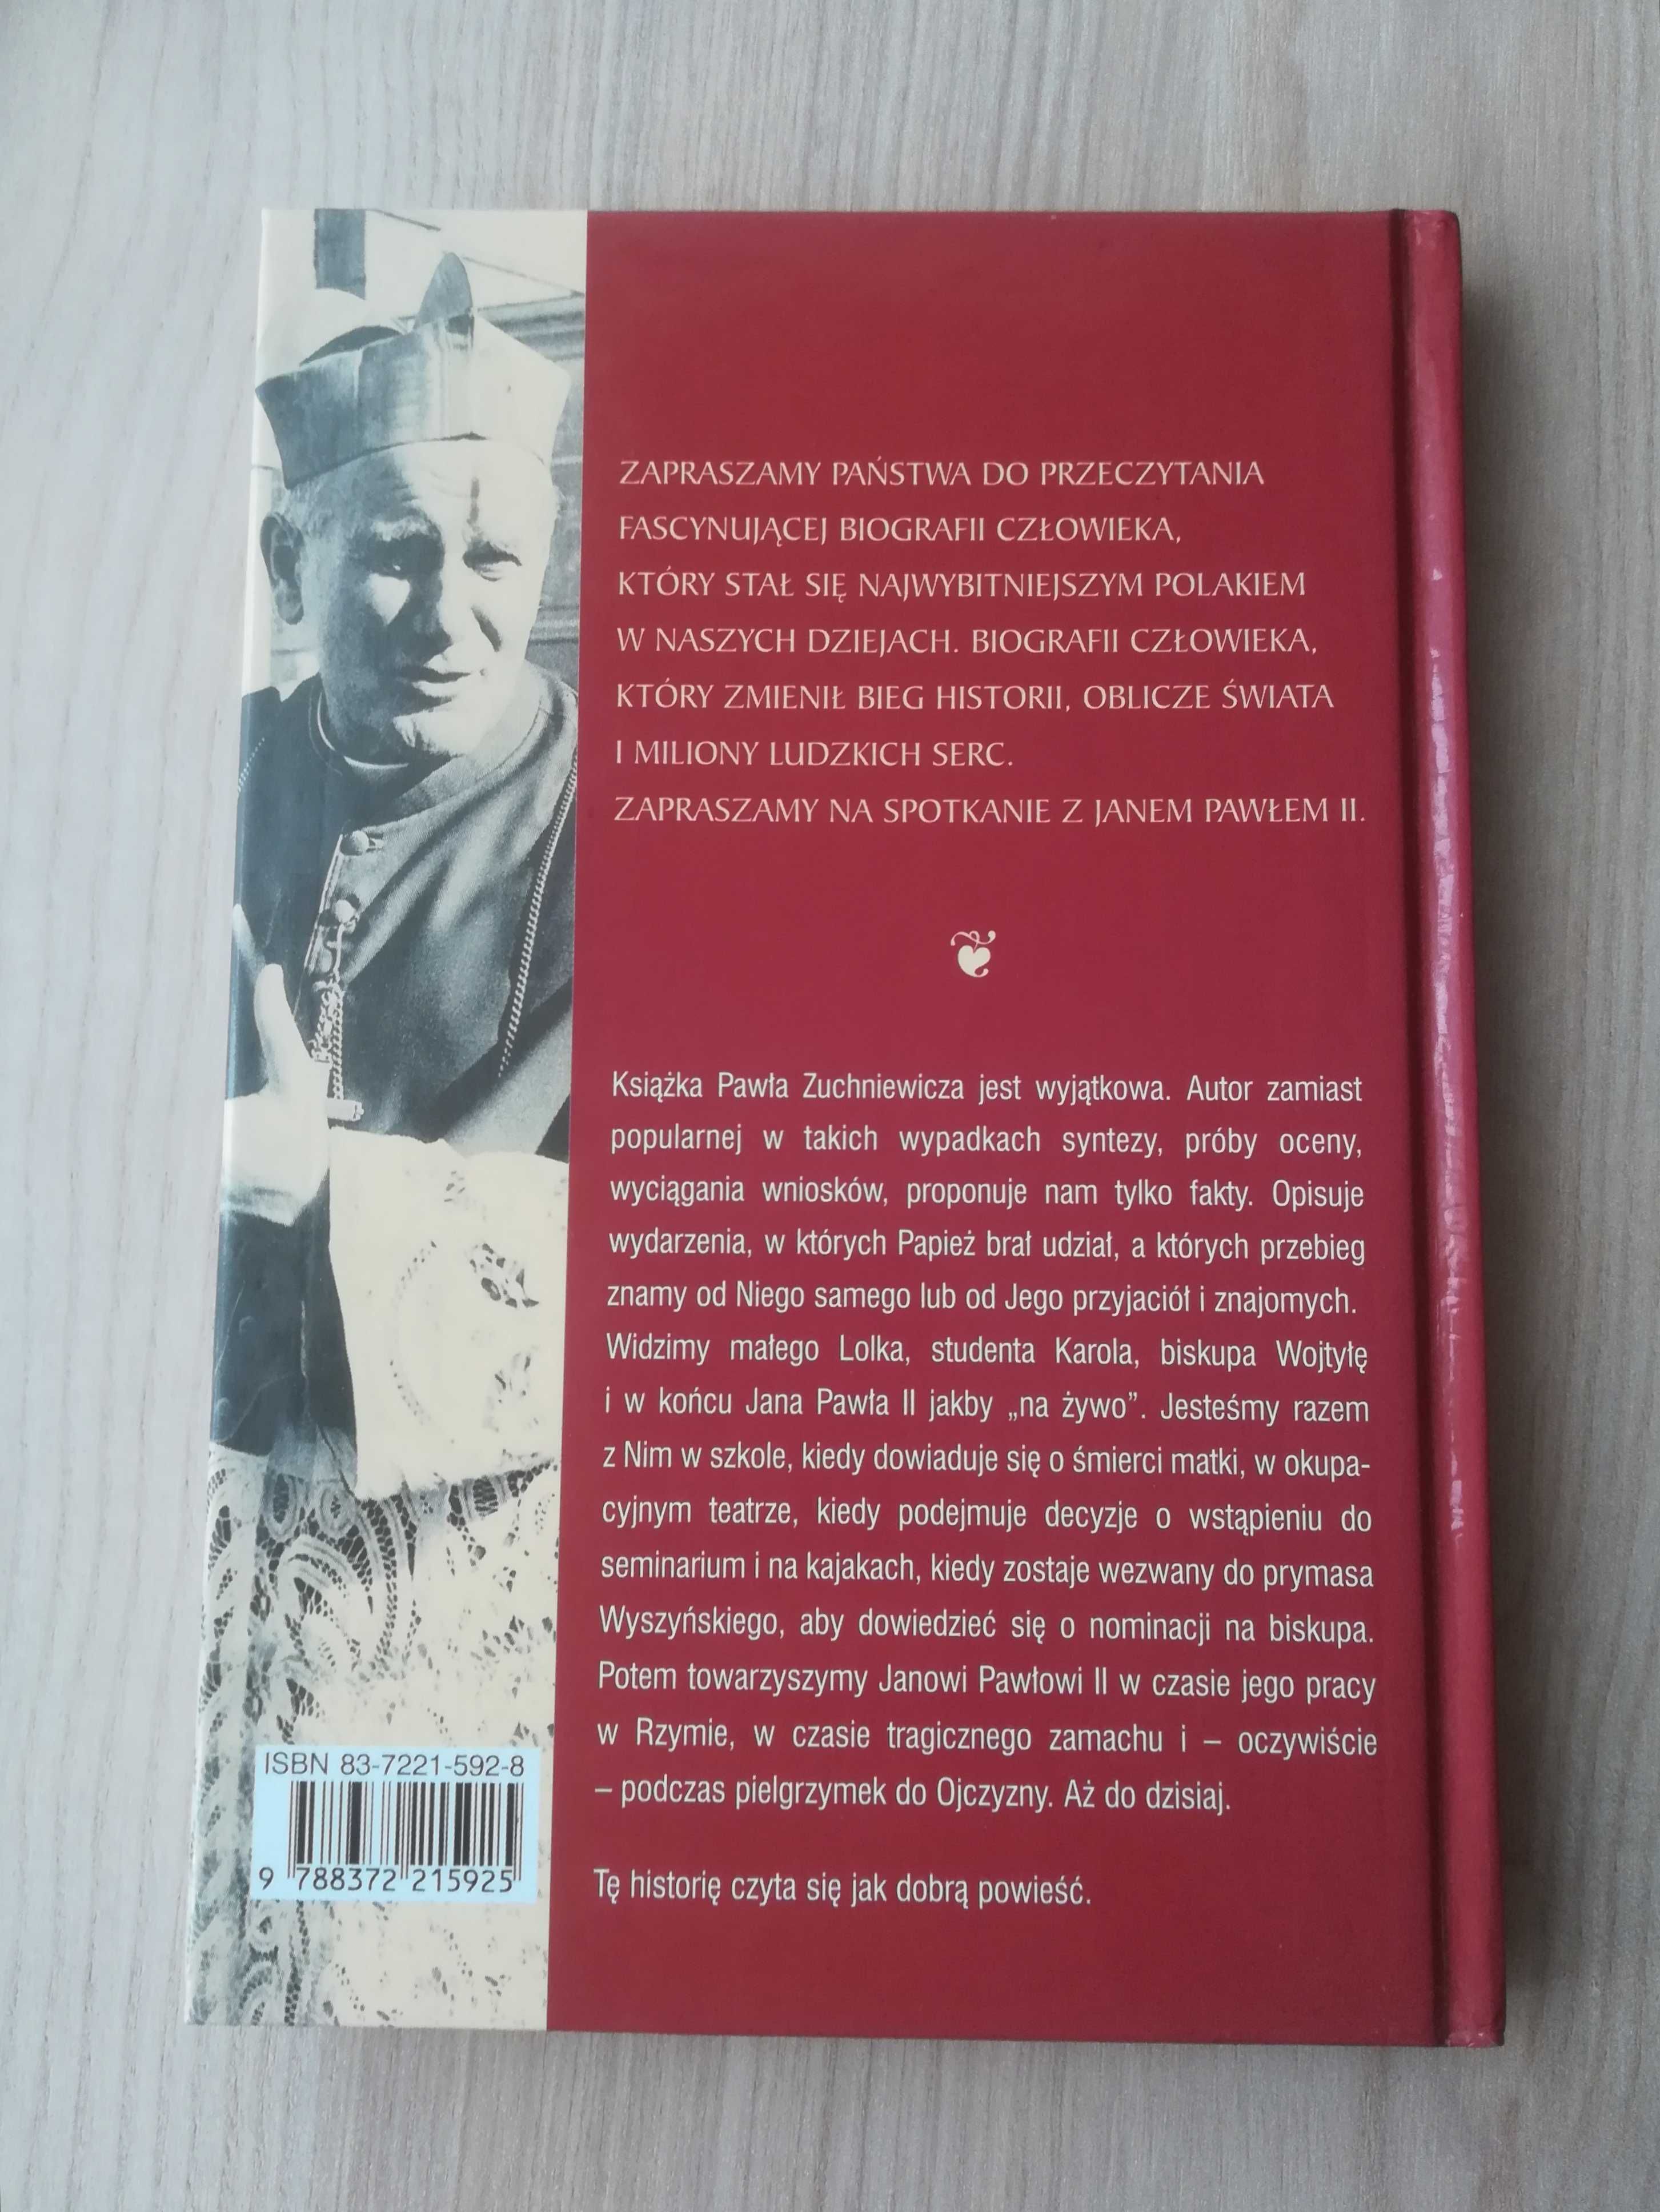 ZAPRASZAMY PAŃSTWA DO PRZECZYTANIA
FASCYNUJĄCEJ BIOGRAFII CZŁOWIEKA,
KTÓRY STAŁ SIĘ NAJWYBITNIEJSZYM POLAKIEM
W NASZYCH DZIEJACH. BIOGRAFII CZŁOWIEKA,
KTÓRY ZMIENIŁ BIEG HISTORII, OBLICZE ŚWIATA
I MILIONY LUDZKICH SERC.
ZAPRASZAMY NA SPOTKANIE Z JANEM PAWŁEM II.
Książka Pawła Zuchniewicza jest wyjątkowa. Autor zamiast
popularnej w takich wypadkach syntezy, próby oceny,
wyciągania wniosków, proponuje nam tylko fakty. Opisuje
wydarzenia, w których Papież brał udział, a których przebieg
znamy od Niego samego lub od Jego przyjaciół i znajomych.
Widzimy małego Lolka, studenta Karola, biskupa Wojtyłę
i w końcu Jana Pawła II jakby „na żywo”. Jesteśmy razem
z Nim w szkole, kiedy dowiaduje się o śmierci matki, w okupa-
cyjnym teatrze, kiedy podejmuje decyzje o wstąpieniu do
seminarium i na kajakach, kiedy zostaje wezwany do prymasa
Wyszyńskiego, aby dowiedzieć się o nominacji na biskupa.
Potem towarzyszymy Janowi Pawłowi II w czasie jego pracy
w Rzymie, w czasie tragicznego zamachu i – oczywiście
– podczas pielgrzymek do Ojczyzny. Aż do dzisiaj.
Tę historię czyta się jak dobrą powieść.
ISBN 83-7221-592-8
9 788372 215925